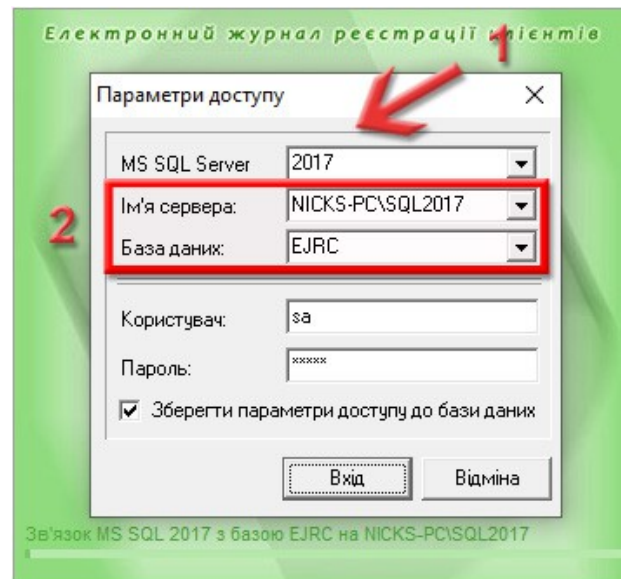 Електронний журнал реєстрації клієнтів
1
Параметри доступу
MS SQL Server 2017
2
Ім'я сервера: NICKS-PC\SQL2017
База даних: EJRC
Користувач: sa
Пароль: xxxxx
Зберегти параметри доступу до бази даних
Вхід Відміна
Зв'язок MS SQL 2017 з базою EJRC на NICKS-PC\SQL2017